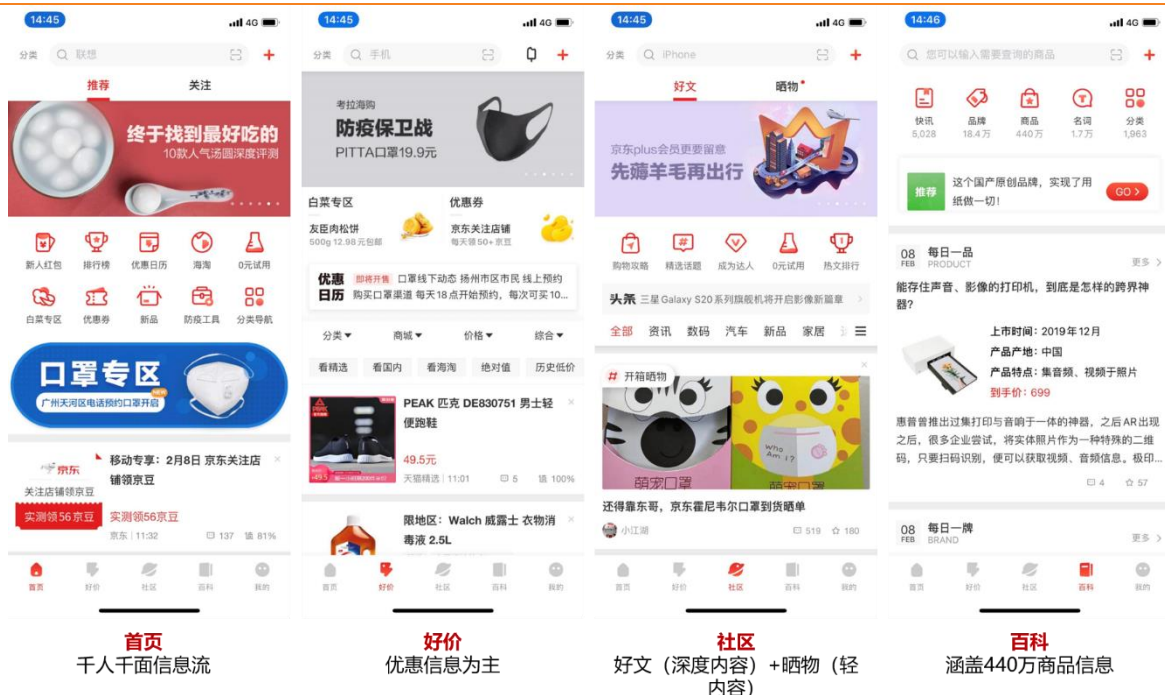 14:45
4G
分类
联想
推荐
关注
终于找到最好吃的
10款人气汤圆深度评测
新人红包
排行榜
优惠日历
海淘
0元试用
白菜专区
优惠券
新品
防疫工具
分类导航
口罩专区
广州天河区电话预约口罩开启
京东
关注店铺领京豆
实测领56京豆
移动专享：2月8日 京东关注店
铺领京豆
实测领56京豆
京东 11:32
137
81%
首页
好价
社区
百科
我的
首页
千人千面信息流
14:45
4G
分类
手机
考拉海购
防疫保卫战
PITTA口罩19.9元
白菜专区
友臣肉松饼
500g 12.98元包邮
优惠券
京东关注店铺
每天领50+京豆
优惠
日历
即将开售 口罩线下动态 扬州市区市民 线上预约
购买口罩渠道 每天18点开始预约，每次可买10...
分类▼
商城▼
价格▼
综合▼
看精选
看国内
看海淘
绝对值
历史低价
PEAK 匹克 DE830751 男士轻
便跑鞋
49.5元
天猫精选 11:01
5
值 100%
限地区：Walch 威露士 衣物消
毒液 2.5L
首页
好价
社区
百科
我的
好价
优惠信息为主
14:45
4G
分类
iPhone
好文
晒物
京东plus会员更要留意
先薅羊毛再出行
购物攻略
精选话题
成为达人
0元试用
热文排行
头条 三星Galaxy S20系列旗舰机将开启影像新篇章
全部
资讯
数码
汽车
新品
家居
# 开箱晒物
Who
Am I?
萌宠口罩
萌宠口罩
还得靠东哥，京东霍尼韦尔口罩到货晒单
小江湖
519
180
首页
好价
社区
百科
我的
社区
好文（深度内容）+晒物（轻
内容）
14:46
4G
您可以输入需要查询的商品
快讯
5,028
品牌
18.4万
商品
440万
名词
1.7万
分类
1,963
推荐
这个国产原创品牌，实现了用
纸做一切！
GO >
08
FEB
每日一品
PRODUCT
更多 >
能存住声音、影像的打印机，到底是怎样的跨界神
器？
上市时间：2019年12月
产品产地：中国
产品特点：集音频、视频于照片
到手价：699
惠普曾推出过集打印与音响于一体的神器，之后AR出现
之后，很多企业尝试，将实体照片作为一种特殊的二维
码，只要扫码识别，便可以获取视频、音频信息。极印...
4
57
08
FEB
每日一牌
BRAND
更多 >
首页
好价
社区
百科
我的
百科
涵盖440万商品信息